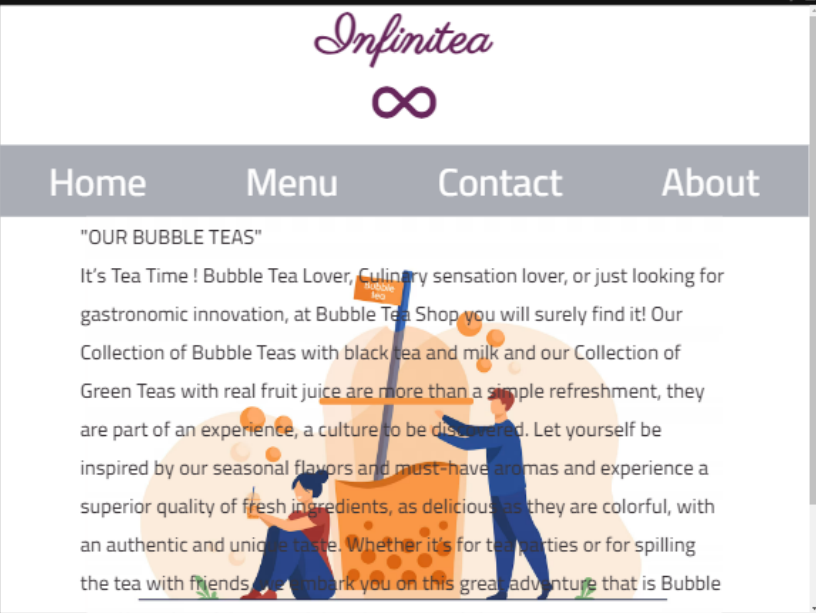 Infinitea
Home Menu Contact About
"OUR BUBBLE TEAS"
It's Tea Time ! Bubble Tea Lover, Culinary sensation lover, or just looking for
bubble
tea
gastronomic innovation, at Bubble Tea Shop you will surely find it! Our
Collection of Bubble Teas with black tea and milk and our Collection of
Green Teas with real fruit juice are more than a simple refreshment, they
are part of an experience, a culture to be discovered. Let yourself be
inspired by our seasonal flavors and must-have aromas and experience a
superior quality of fresh ingredients, as delicious as they are colorful, with
an authentic and unique taste. Whether it's for tea parties or for spilling
the tea with friends we embark you on this great adventure that is Bubble